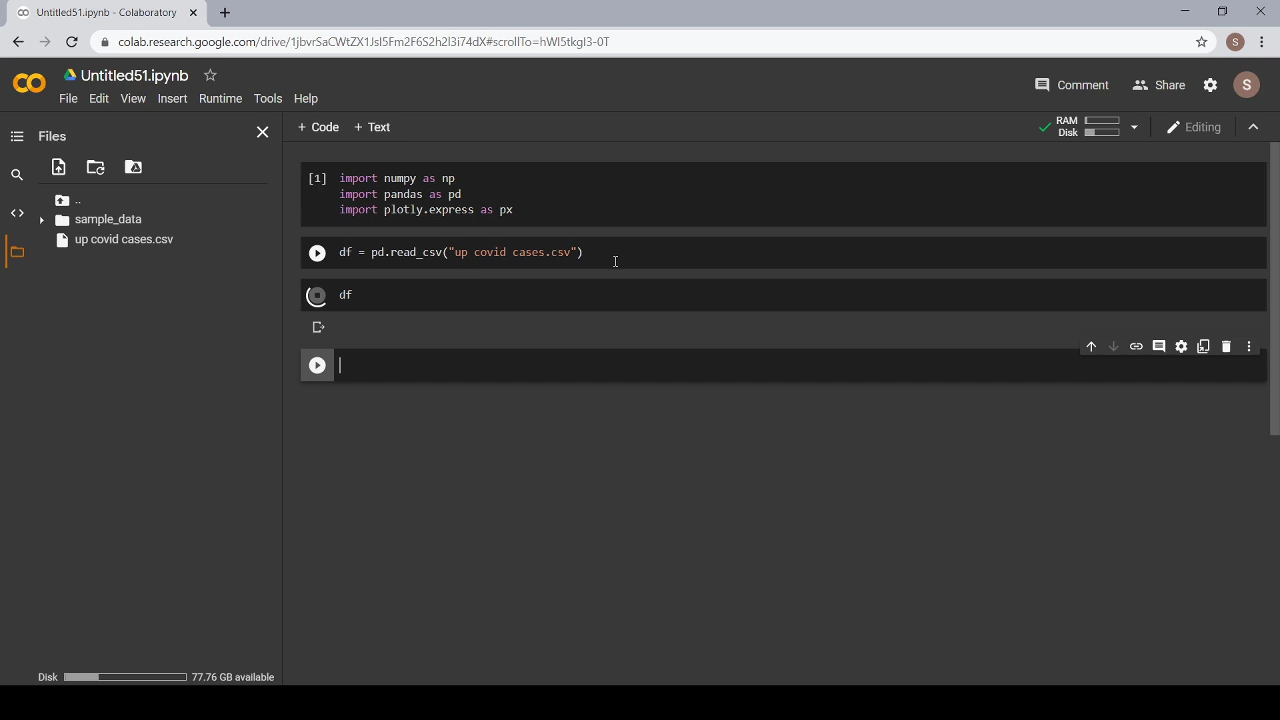 Untitled51.ipynb - Colaboratory
colab.research.google.com/drive/1jbvrSaCWtZX1JsI5Fm2F6S2h2l3i74dX#scrollTo=hWI5tkgI3-0T
S
Untitled51.ipynb
File Edit View Insert Runtime Tools Help
Comment Share S
Files
+ Code + Text
RAM
Disk
Editing
..
sample_data
up covid cases.csv
[1] import numpy as np
import pandas as pd
import plotly.express as px
df = pd.read_csv("up covid cases.csv")
df
Disk 77.76 GB available